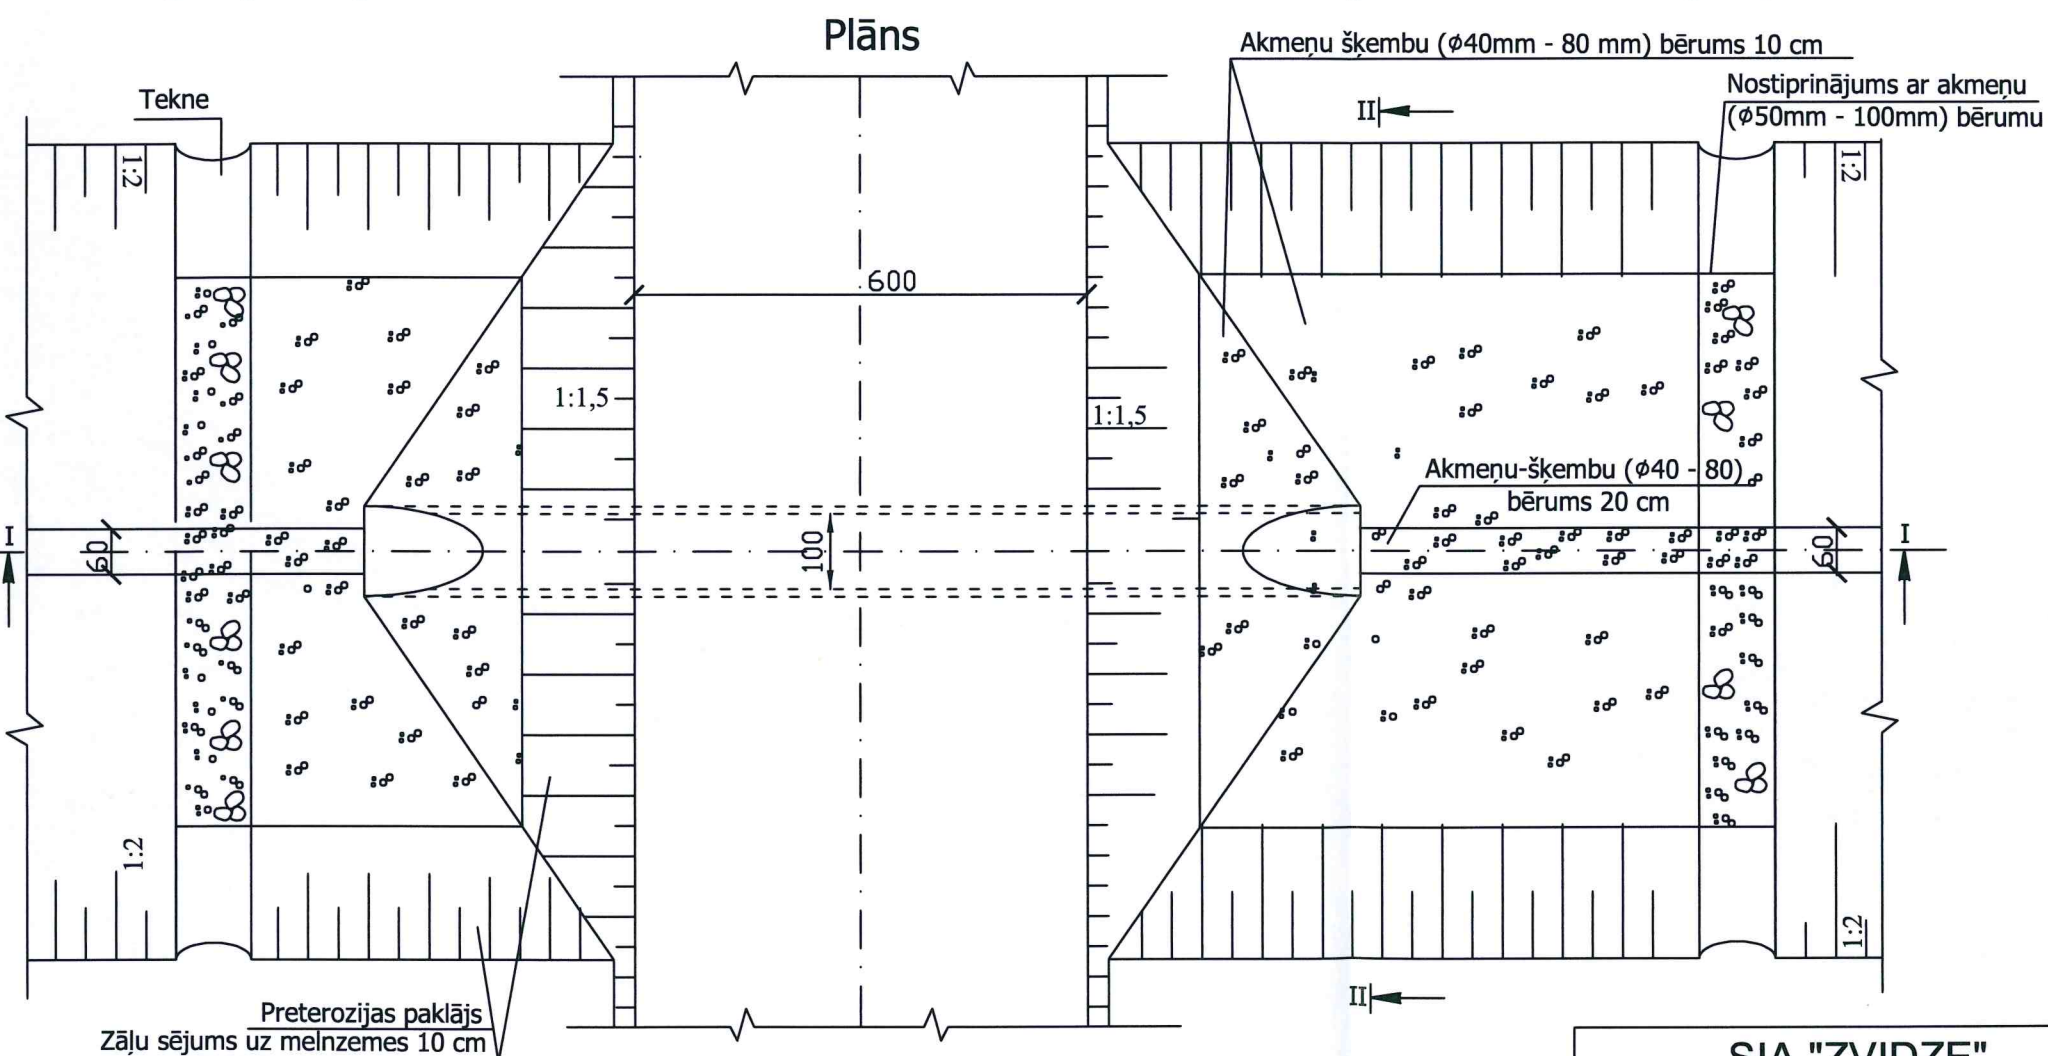 Plāns
Akmeņu šķembu (ϕ40mm - 80 mm) bērums 10 cm
Nostiprinājums ar akmeņu
(ϕ50mm - 100mm) bērumu
Tekne
II
1:2
1:2
600
1:1,5
1:1,5
Akmeņu-šķembu (ϕ40 - 80)
bērums 20 cm
I
60
100
60
I
1:2
1:2
II
Preterozijas paklājs
Zāļu sējums uz melnzemes 10 cm
SIA "ZVIDZE"